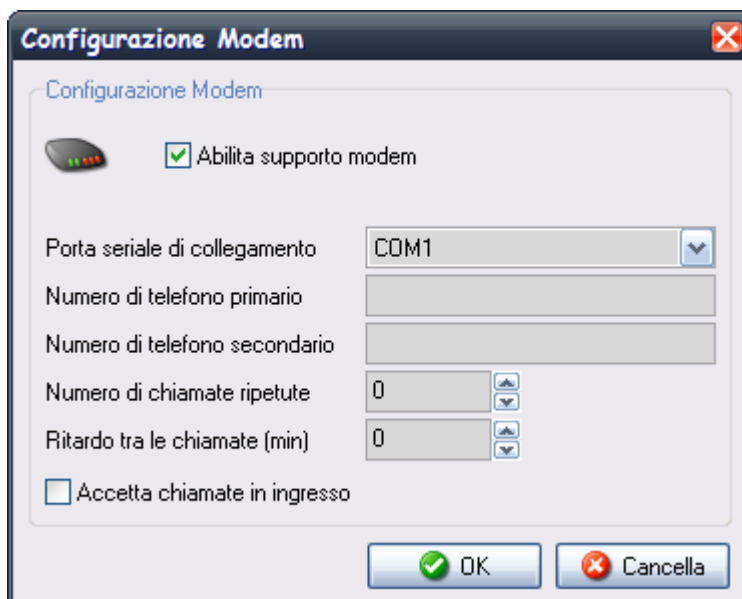 Configurazione Modem
Configurazione Modem
Abilita supporto modem
Porta seriale di collegamento COM1
Numero di telefono primario
Numero di telefono secondario
Numero di chiamate ripetute 0
Ritardo tra le chiamate (min) 0
Accetta chiamate in ingresso
OK Cancella